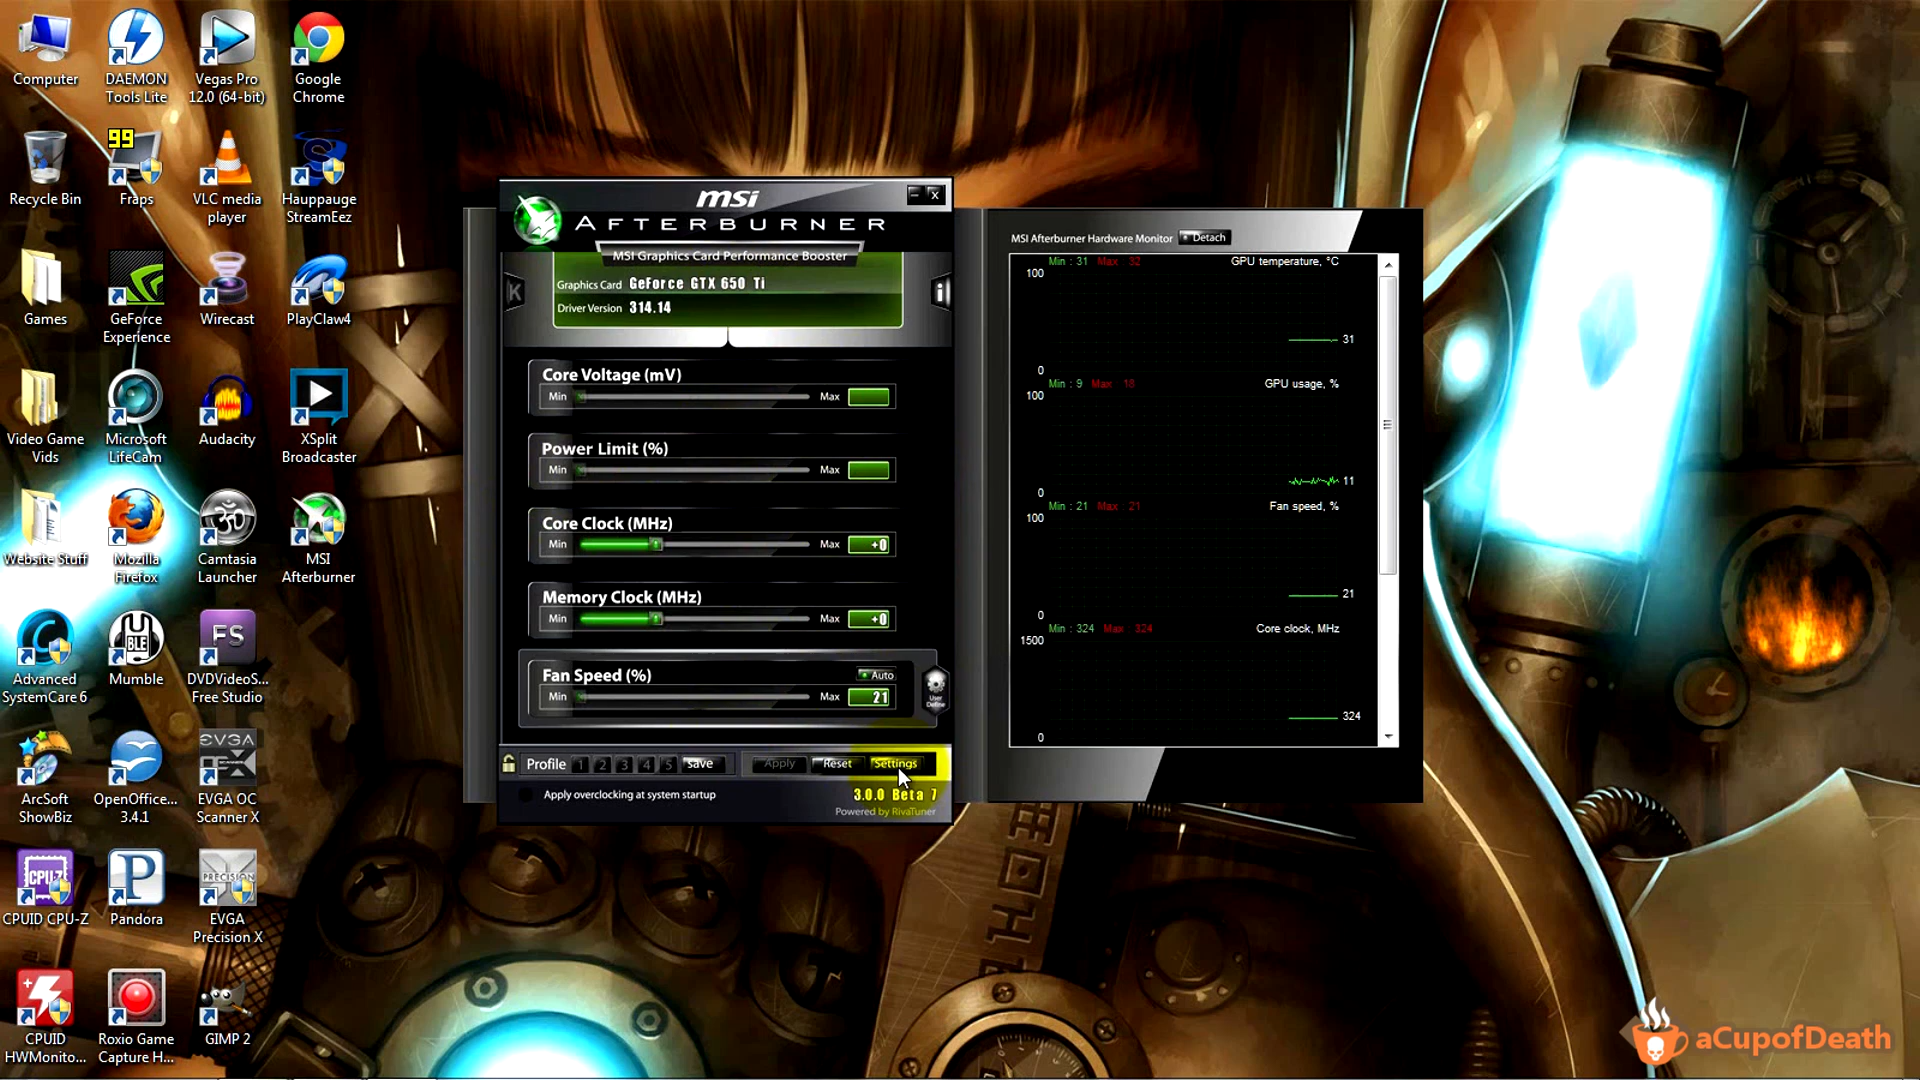 Computer
DAEMON
Tools Lite
Vegas Pro
12.0 (64-bit)
Google
Chrome
Recycle Bin
99
Fraps
VLC media
player
Hauppauge
StreamEez
Games
GeForce
Experience
Wirecast
PlayClaw4
Video Game
Vids
Microsoft
LifeCam
Audacity
XSplit
Broadcaster
Website Stuff
Mozilla
Firefox
Camtasia
Launcher
MSI
Afterburner
Advanced
SystemCare 6
BLE
Mumble
FS
DVDVideoS...
Free Studio
ArcSoft
ShowBiz
OpenOffice...
3.4.1
EVGA
EVGA OC
Scanner X
CPU-Z
CPUID CPU-Z
P
Pandora
PRECISION
EVGA
Precision X
CPUID
HWMonito...
Roxio Game
Capture H...
GIMP 2
msi
AFTERBURNER
MSI Graphics Card Performance Booster
K
Graphics Card GeForce GTX 650 Ti
i
Driver Version 314.14
Core Voltage (mV)
Min Max
Power Limit (%)
Min Max
Core Clock (MHz)
Min Max +0
Memory Clock (MHz)
Min Max +0
Fan Speed (%) Auto
Min Max 21
User
Define
Profile 1 2 3 4 5 save Apply Reset Settings
Apply overclocking at system startup
3.0.0 Beta 7
Powered by RivaTuner
MSI Afterburner Hardware Monitor Detach
Min : 31 Max : 32 GPU temperature, °C
100
31
0
Min : 9 Max : 18 GPU usage, %
100
11
0
Min : 21 Max : 21 Fan speed, %
100
21
0
Min : 324 Max : 324 Core clock, MHz
1500
324
0
aCupofDeath